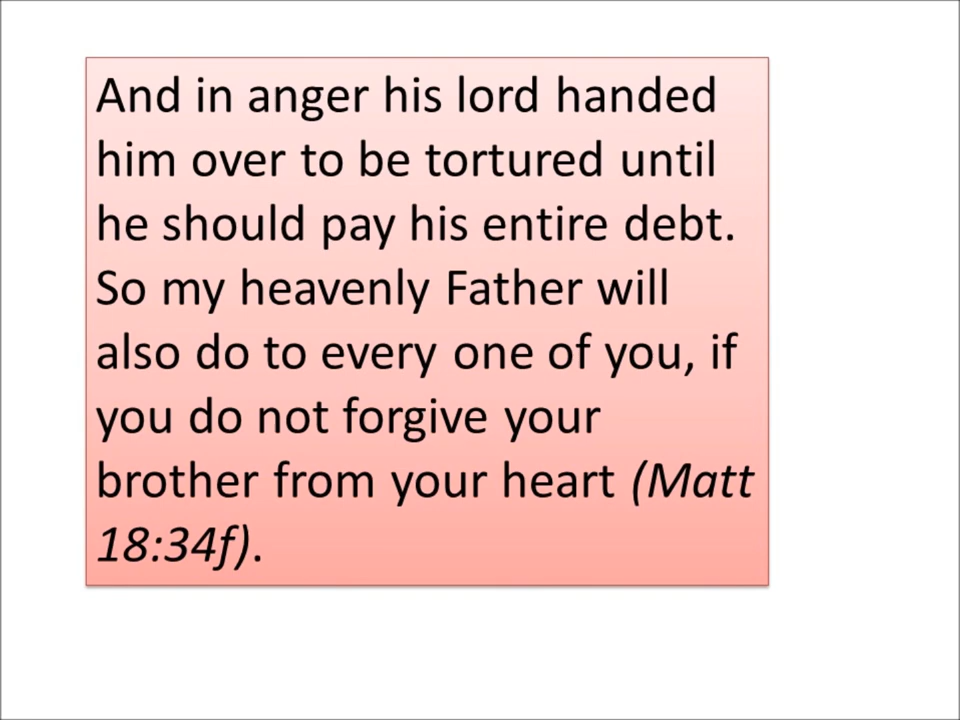 And in anger his lord handed
him over to be tortured until
he should pay his entire debt.
So my heavenly Father will
also do to every one of you, if
you do not forgive your
brother from your heart (Matt
18:34f).